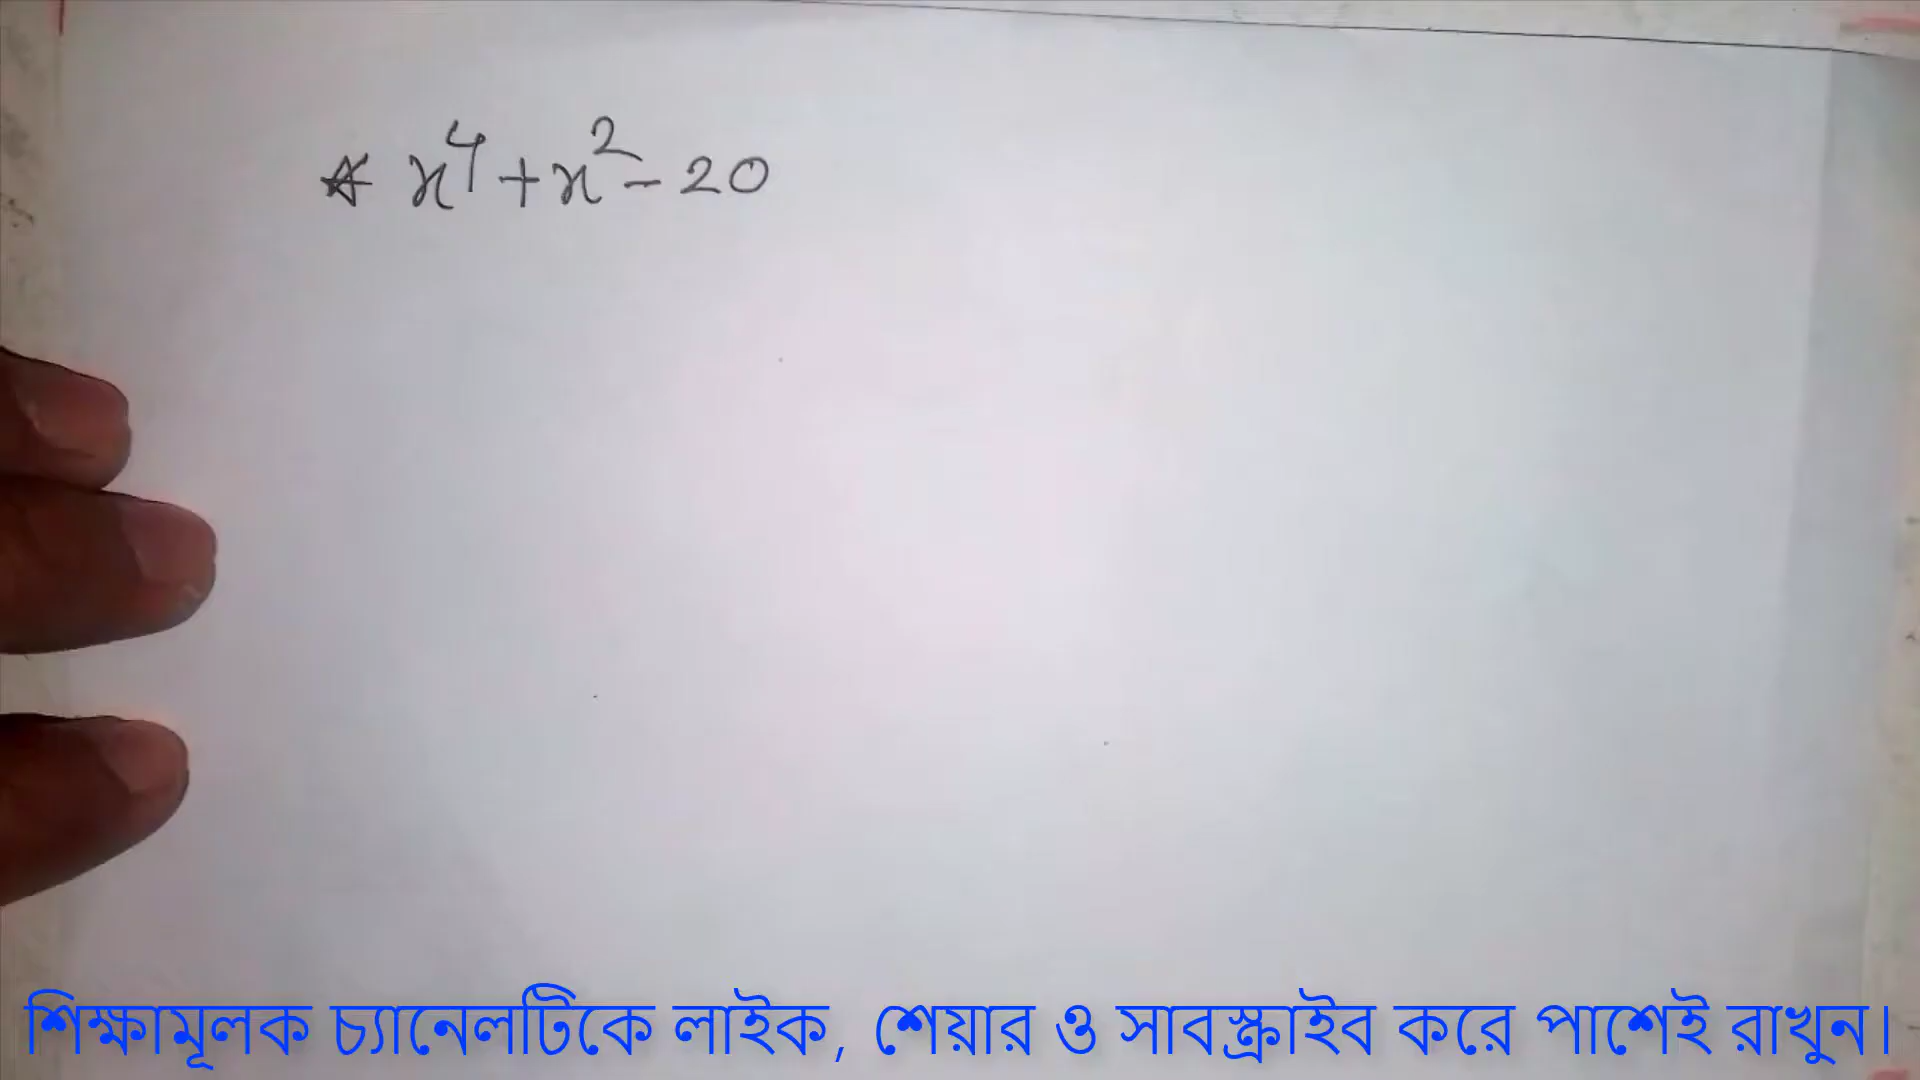 * x⁴+x²-20
শিক্ষামূলক চ্যানেলটিকে লাইক, শেয়ার ও সাবস্ক্রাইব করে পাশেই রাখুন।